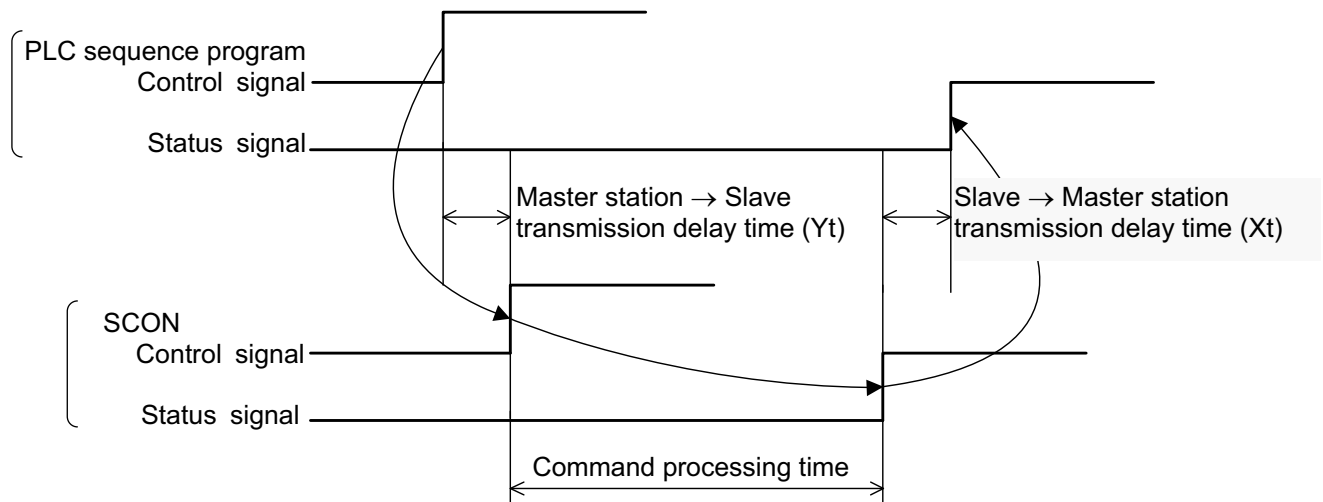 PLC sequence program
Control signal
Status signal
Master station → Slave
transmission delay time (Yt)
Slave → Master station
transmission delay time (Xt)
SCON
Control signal
Status signal
Command processing time